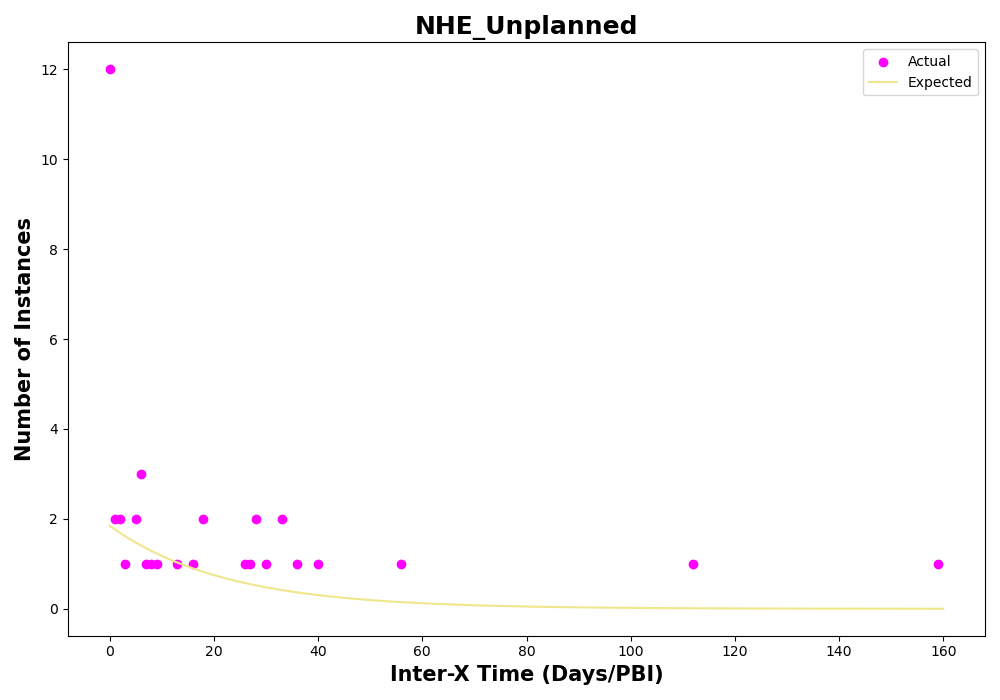 NHE_Unplanned
Actual
Expected
Number of Instances
12
10
8
6
4
2
0
0 20 40 60 80 100 120 140 160
Inter-X Time (Days/PBI)